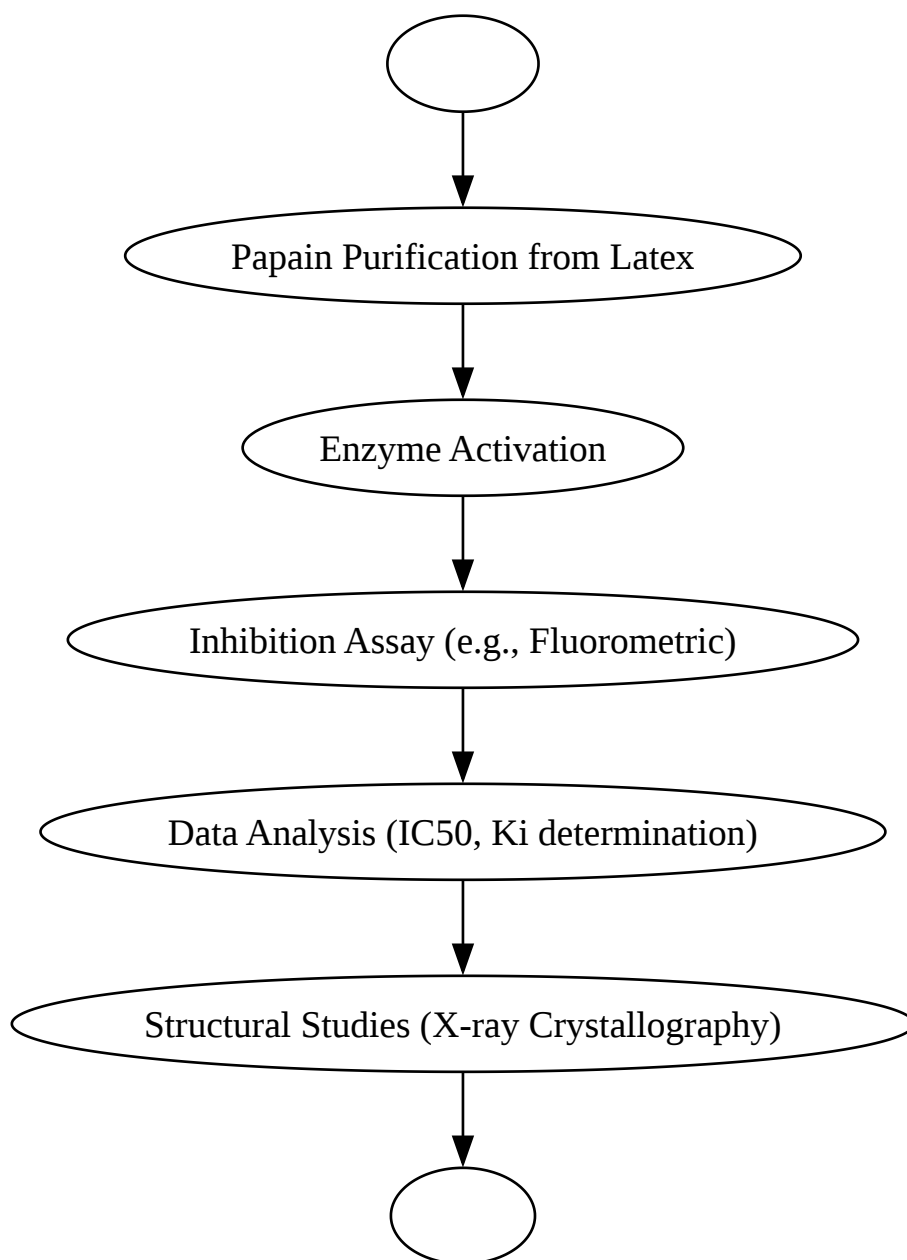 Papain Purification from Latex
Enzyme Activation
Inhibition Assay (e.g., Fluorometric)
Data Analysis (IC50, Ki determination)
Structural Studies (X-ray Crystallography)